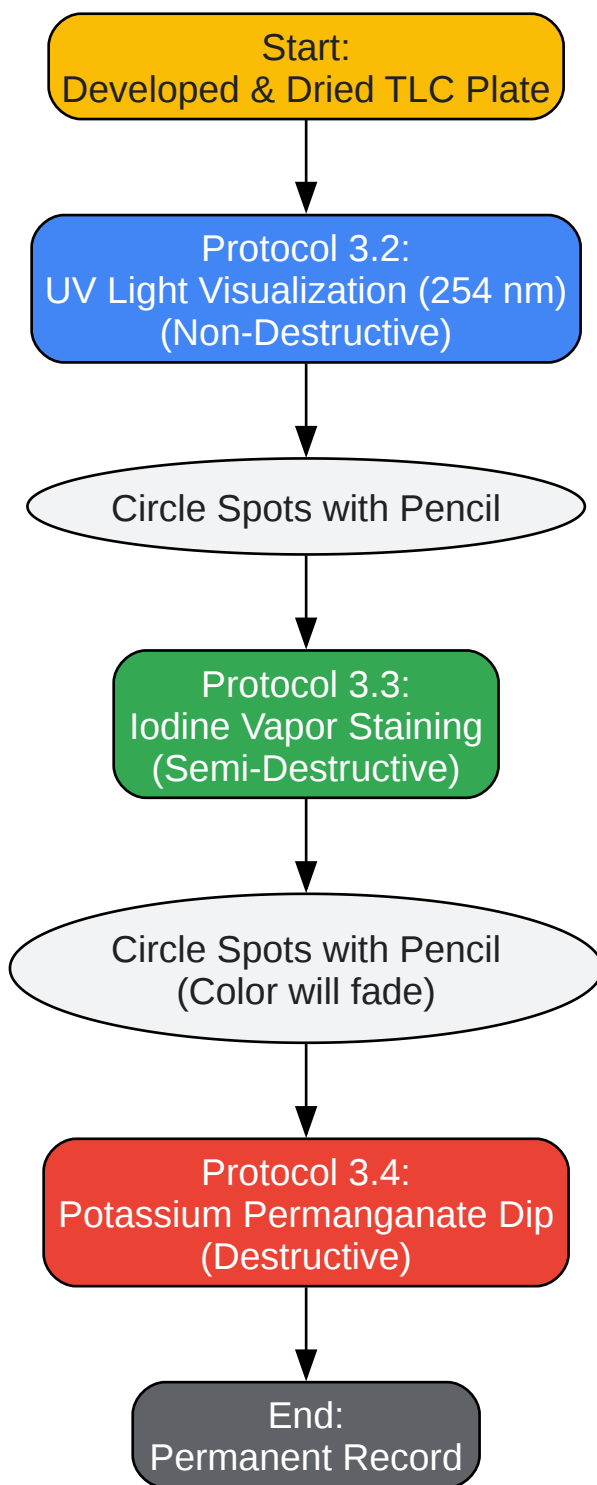 Start:
Developed & Dried TLC Plate
Protocol 3.2:
UV Light Visualization (254 nm)
(Non-Destructive)
Circle Spots with Pencil
Protocol 3.3:
Iodine Vapor Staining
(Semi-Destructive)
Circle Spots with Pencil
(Color will fade)
Protocol 3.4:
Potassium Permanganate Dip
(Destructive)
End:
Permanent Record